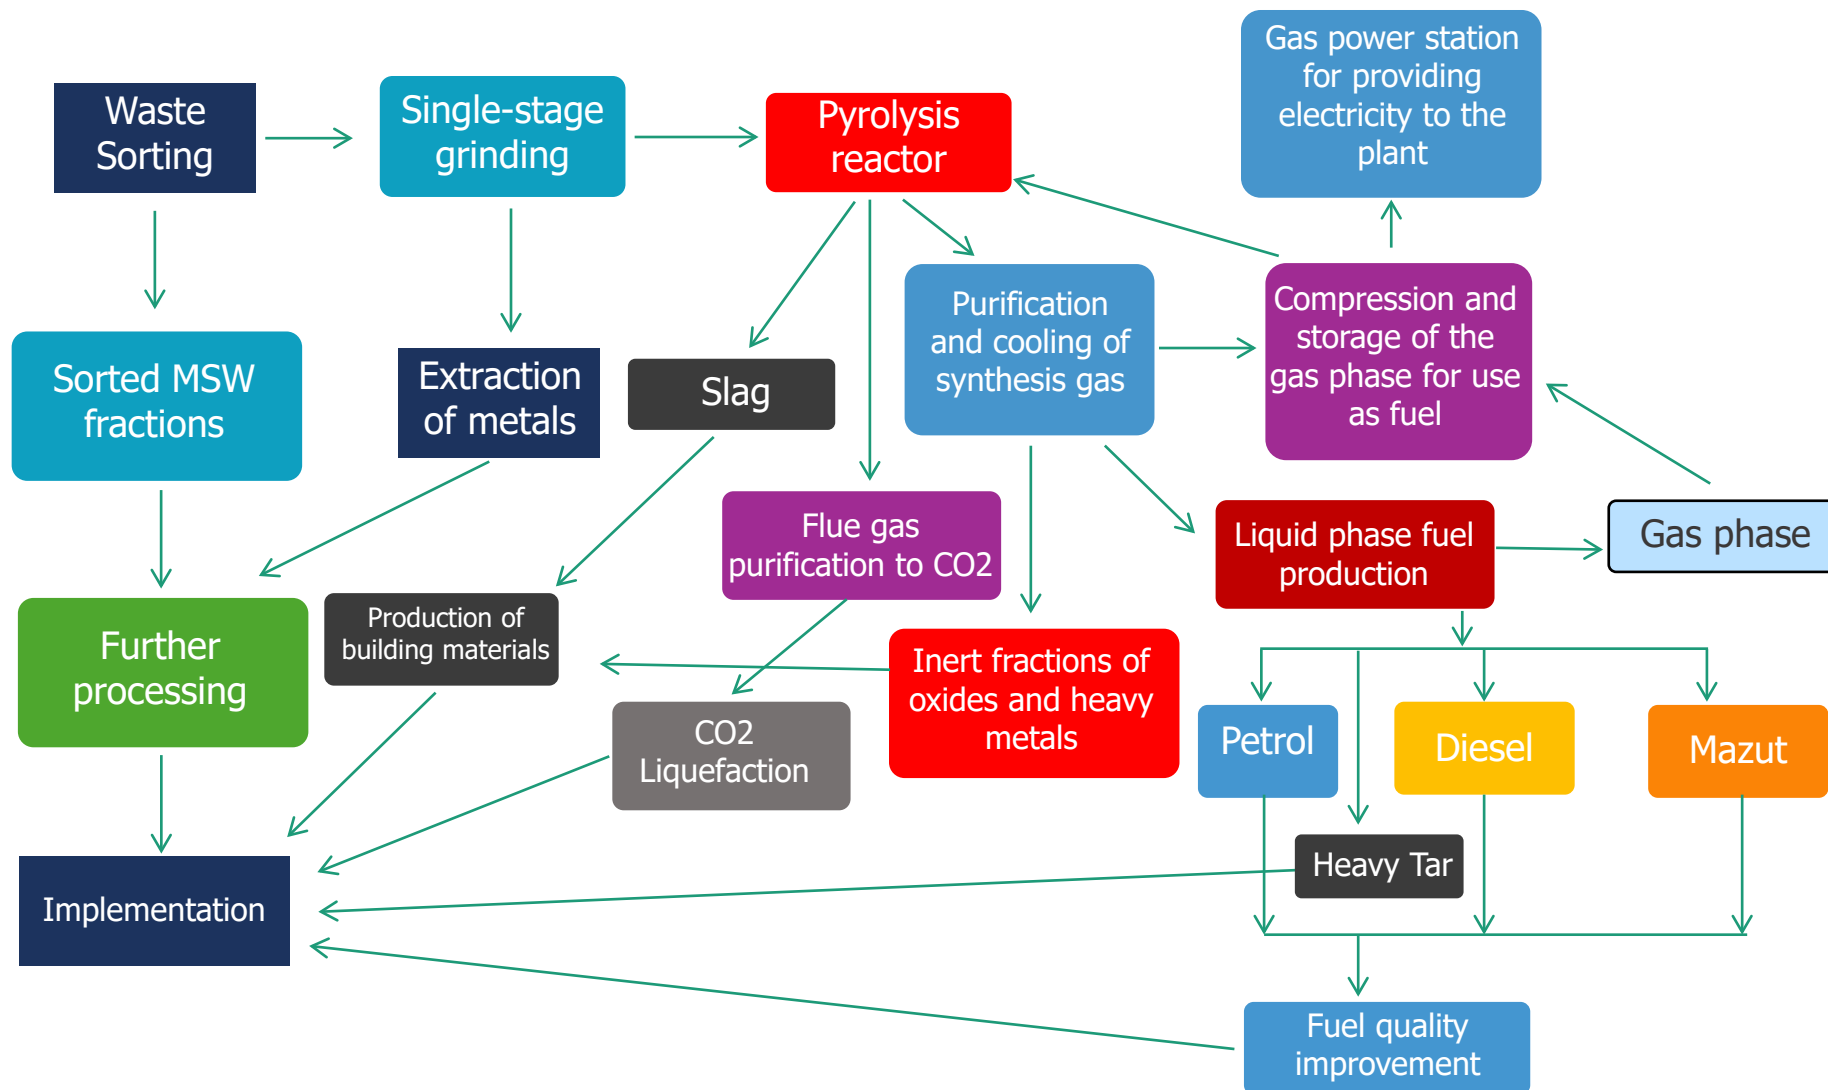 Gas power station
for providing
electricity to the
plant
Waste
Sorting
Single-stage
grinding
Pyrolysis
reactor
Purification
and cooling of
synthesis gas
Compression and
storage of the
gas phase for use
as fuel
Sorted MSW
fractions
Extraction
of metals
Slag
Flue gas
purification to CO2
Liquid phase fuel
production
Gas phase
Further
processing
Production of
building materials
Inert fractions of
oxides and heavy
metals
CO2
Liquefaction
Petrol
Diesel
Mazut
Heavy Tar
Implementation
Fuel quality
improvement